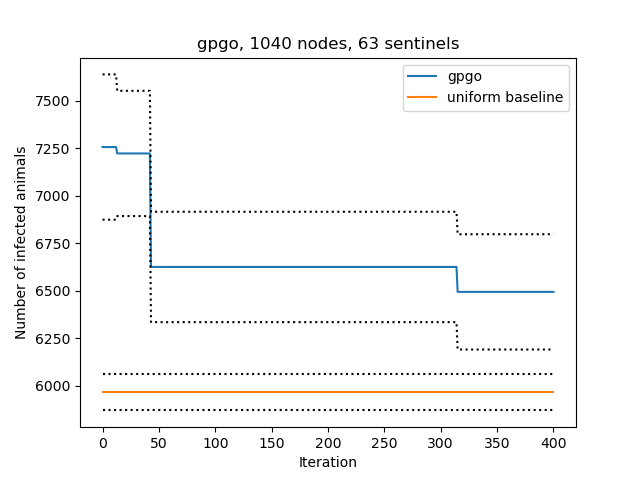 gpgo, 1040 nodes, 63 sentinels
gpgo
uniform baseline
Number of infected animals
7500
7250
7000
6750
6500
6250
6000
0 50 100 150 200 250 300 350 400
Iteration